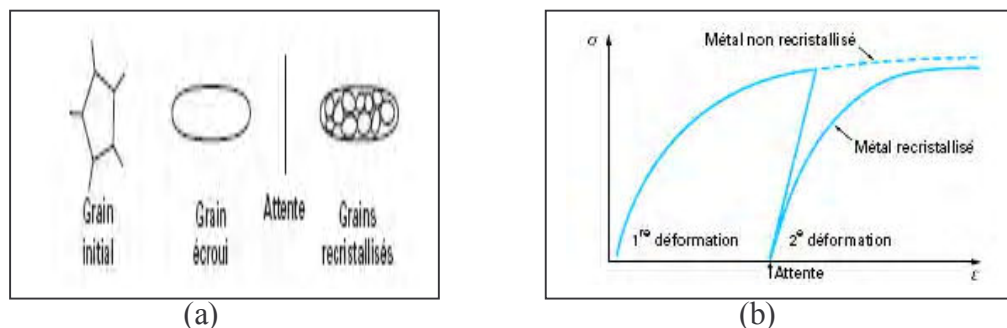 Grain
initial
Grain
écroui
Attente
Grains
recristallisés
(a)
σ
Métal non recristallisé
Métal recristallisé
1re déformation
2e déformation
Attente
ε
(b)